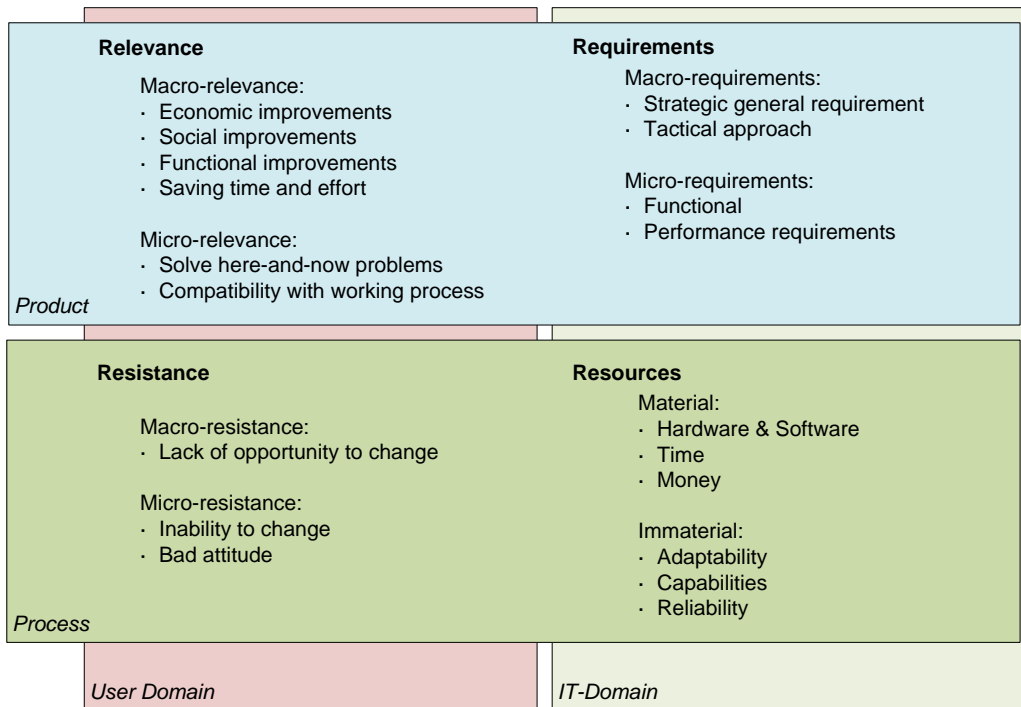 Relevance
Macro-relevance:
· Economic improvements
· Social improvements
· Functional improvements
· Saving time and effort
Micro-relevance:
· Solve here-and-now problems
· Compatibility with working process
Product
Requirements
Macro-requirements:
· Strategic general requirement
· Tactical approach
Micro-requirements:
· Functional
· Performance requirements
Resistance
Macro-resistance:
· Lack of opportunity to change
Micro-resistance:
· Inability to change
· Bad attitude
Process
Resources
Material:
· Hardware & Software
· Time
· Money
Immaterial:
· Adaptability
· Capabilities
· Reliability
User Domain
IT-Domain